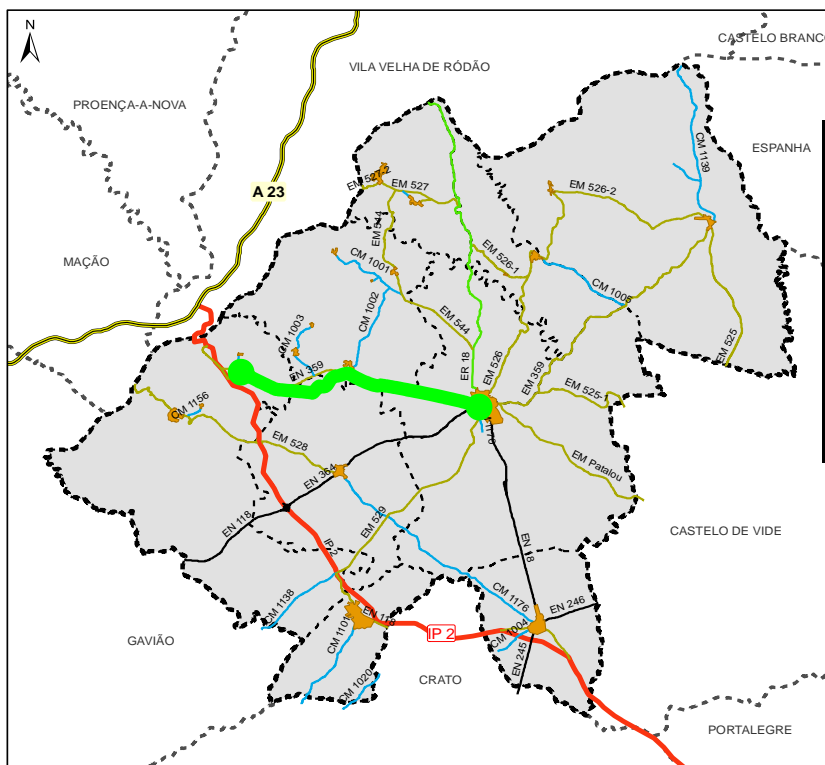 N
CASTELO BRANCO
VILA VELHA DE RÓDÃO
PROENÇA-A-NOVA
CM 1139
ESPANHA
EM 527-2
EM 527
EM 526-2
A 23
EM 544
CM 1001
EM 526-1
MAÇÃO
CM 1002
CM 1005
CM 1003
EM 544
EM 525
ER 18
EM 526
EM 359
EN 359
EM 525-1
CM 1156
EM 528
EM Patalou
EN 364
EN 118
EM 529
CASTELO DE VIDE
EN 18
IP 2
CM 1138
CM 1176
EN 246
GAVIÃO
CM 1101
EN 118
IP 2
CM 1004
EN 245
CM 1020
CRATO
PORTALEGRE